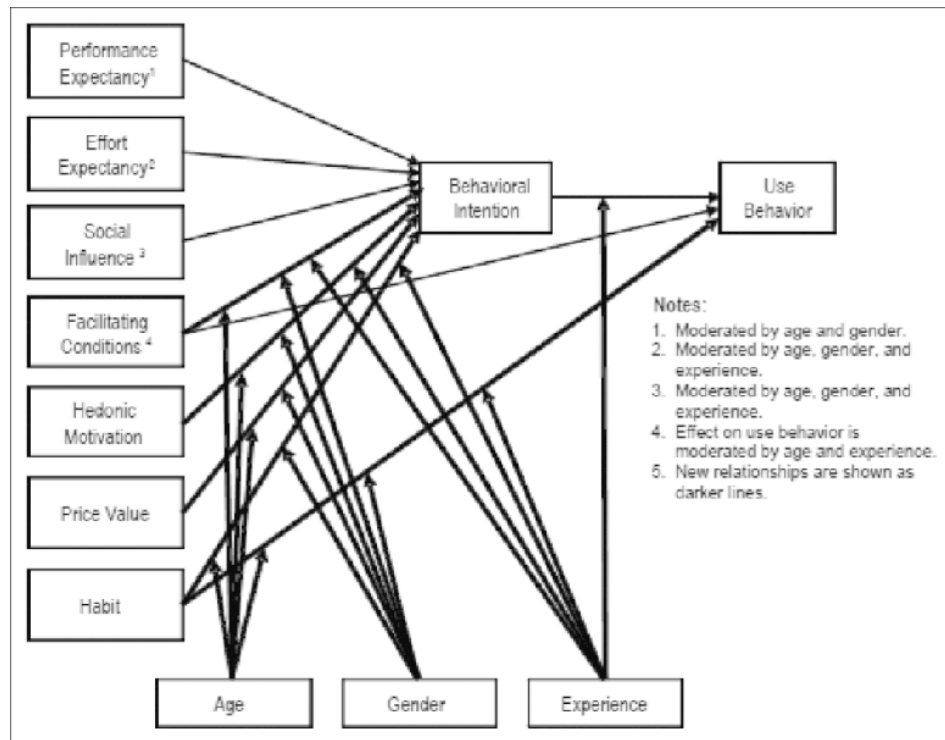 Performance
Expectancy¹
Effort
Expectancy²
Social
Influence ³
Facilitating
Conditions ⁴
Hedonic
Motivation
Price Value
Habit
Behavioral
Intention
Use
Behavior
Notes:
1. Moderated by age and gender.
2. Moderated by age, gender, and
experience.
3. Moderated by age, gender, and
experience.
4. Effect on use behavior is
moderated by age and experience.
5. New relationships are shown as
darker lines.
Age
Gender
Experience